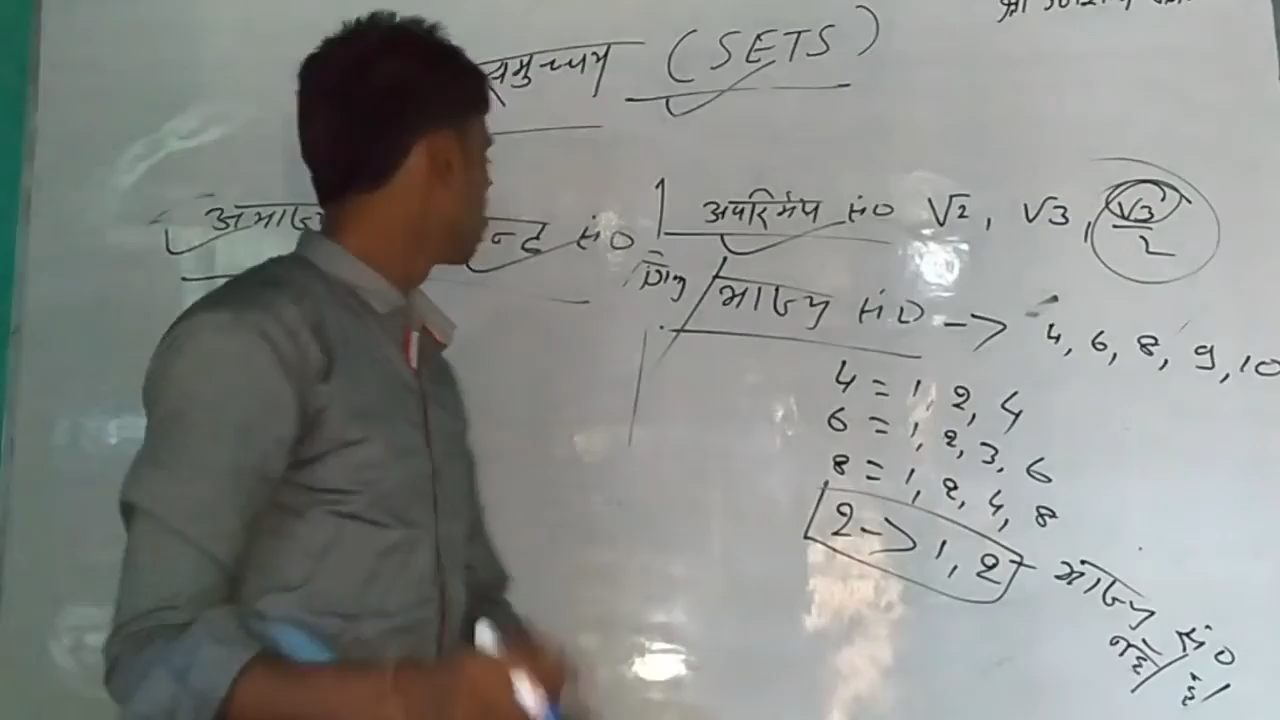 समुच्चय (SETS)
सं०
अपरिमेय सं० √2, √3, √3/2
भाज्य सं० -> 4, 6, 8, 9, 10
4 = 1, 2, 4
6 = 1, 2, 3, 6
8 = 1, 2, 4, 8
2 -> 1, 2
भाज्य सं०
नहीं है